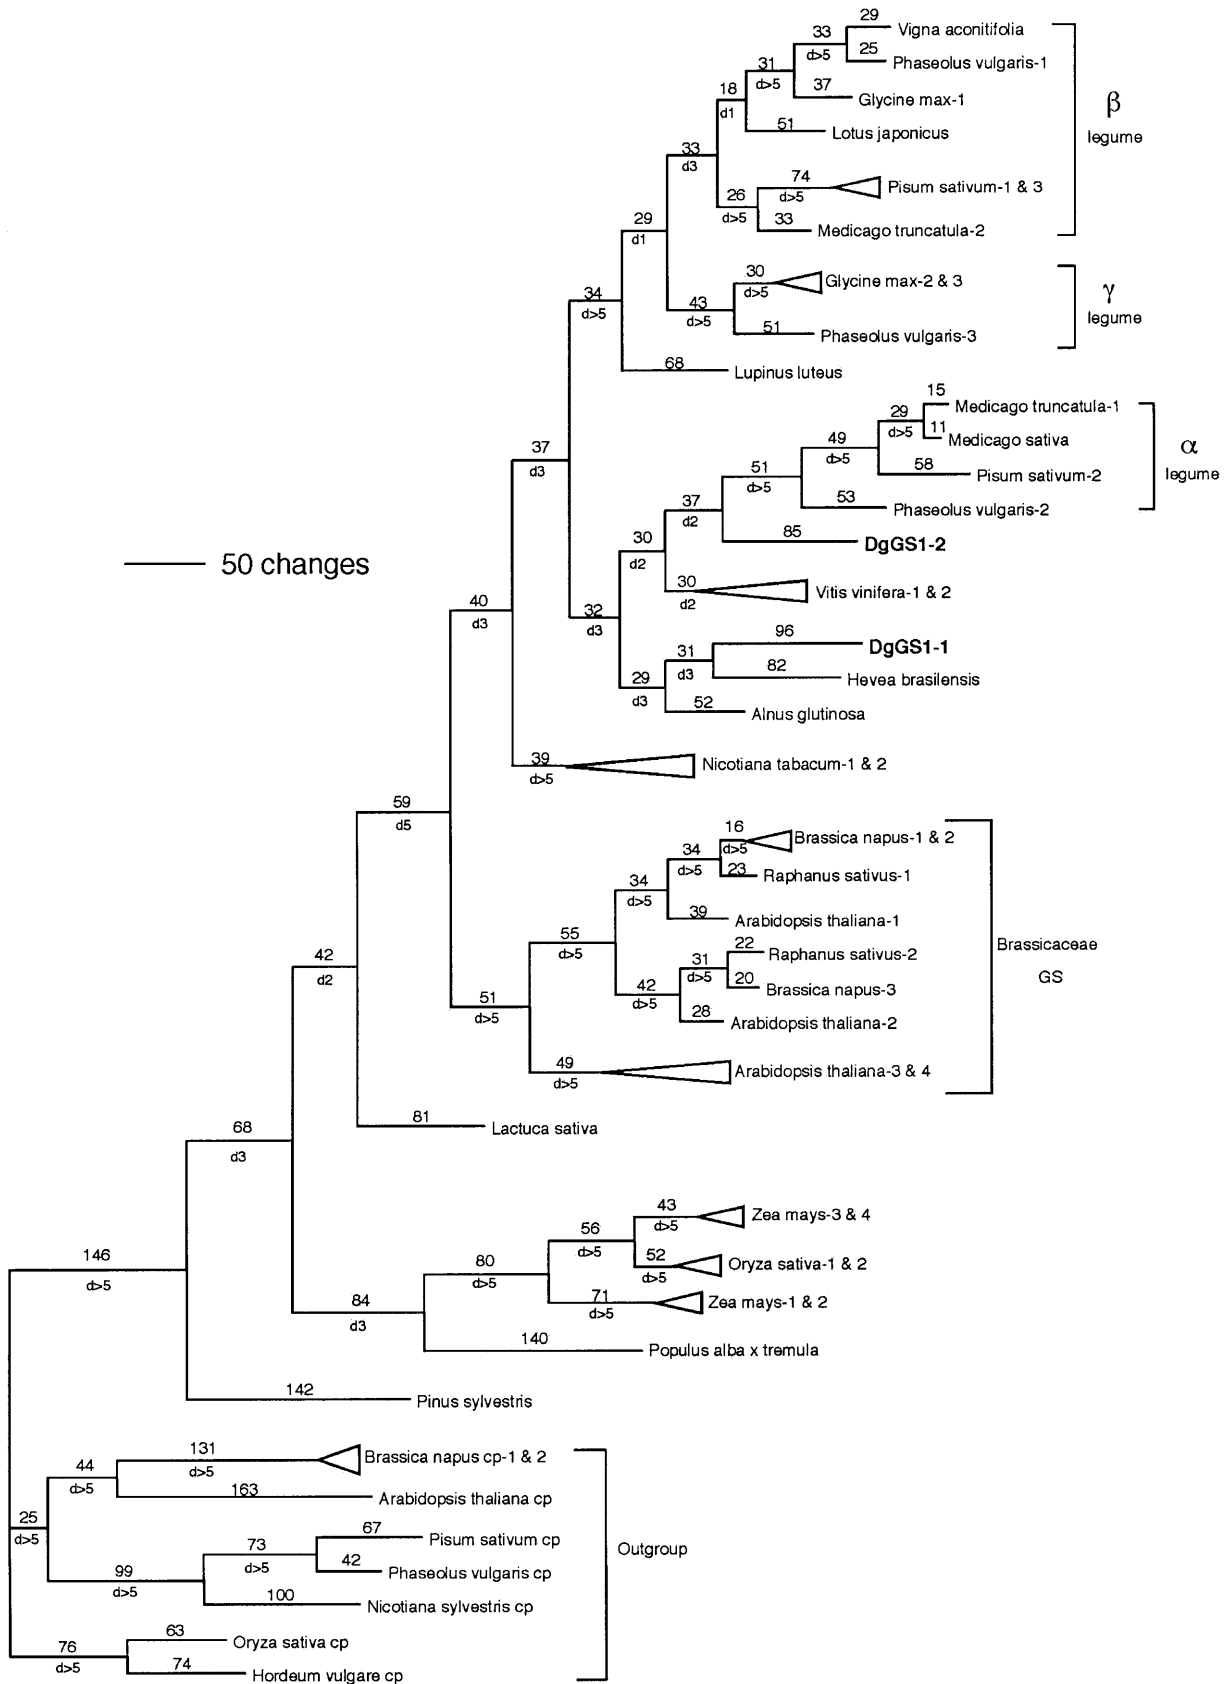 29
Vigna aconitifolia
33
d>5
25
Phaseolus vulgaris-1
31
d>5
37
Glycine max-1
18
d1
51
Lotus japonicus
β
legume
33
d3
74
d>5
Pisum sativum-1 & 3
26
d>5
33
Medicago truncatula-2
29
d1
30
d>5
Glycine max-2 & 3
43
d>5
51
Phaseolus vulgaris-3
γ
legume
34
d>5
68
Lupinus luteus
15
Medicago truncatula-1
29
d>5
11
Medicago sativa
49
d>5
58
Pisum sativum-2
α
legume
37
d3
51
d>5
53
Phaseolus vulgaris-2
37
d2
85
DgGS1-2
30
d2
30
d2
Vitis vinifera-1 & 2
50 changes
40
d3
32
d3
96
DgGS1-1
31
d3
82
Hevea brasilensis
29
d3
52
Alnus glutinosa
39
d>5
Nicotiana tabacum-1 & 2
59
d5
16
d>5
Brassica napus-1 & 2
34
d>5
23
Raphanus sativus-1
34
d>5
39
Arabidopsis thaliana-1
55
d>5
22
Raphanus sativus-2
31
d>5
20
Brassica napus-3
42
d>5
28
Arabidopsis thaliana-2
Brassicaceae
GS
42
d2
51
d>5
49
d>5
Arabidopsis thaliana-3 & 4
81
Lactuca sativa
68
d3
43
d>5
Zea mays-3 & 4
56
d>5
52
d>5
Oryza sativa-1 & 2
80
d>5
71
d>5
Zea mays-1 & 2
146
d>5
84
d3
140
Populus alba x tremula
142
Pinus sylvestris
131
d>5
Brassica napus cp-1 & 2
44
d>5
163
Arabidopsis thaliana cp
25
d>5
67
Pisum sativum cp
73
d>5
42
Phaseolus vulgaris cp
99
d>5
100
Nicotiana sylvestris cp
Outgroup
63
Oryza sativa cp
76
d>5
74
Hordeum vulgare cp